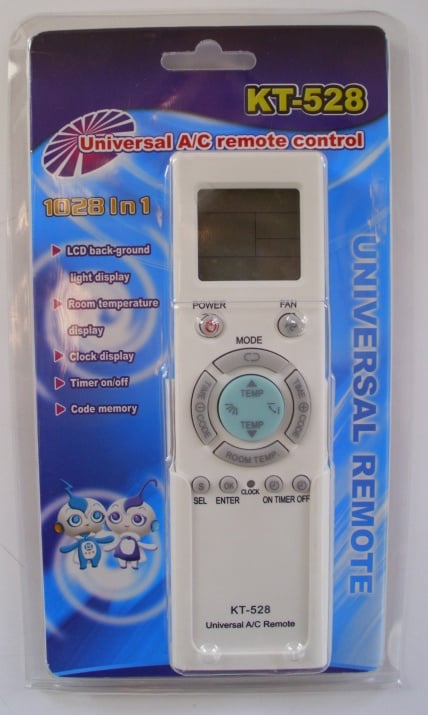 KT-528
Universal A/C remote control
1028 In 1
LCD back-ground
light display
Room temperature
display
Clock display
Timer on/off
Code memory
UNIVERSAL REMOTE
POWER
FAN
MODE
TIME
CODE
TEMP
TEMP
TIME
CODE
ROOM TEMP
S
OK
SEL
ENTER
CLOCK
ON TIMER OFF
KT-528
Universal A/C Remote